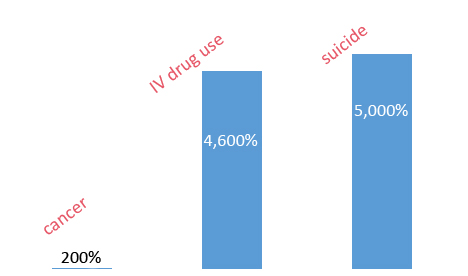 cancer
200%
IV drug use
4,600%
suicide
5,000%